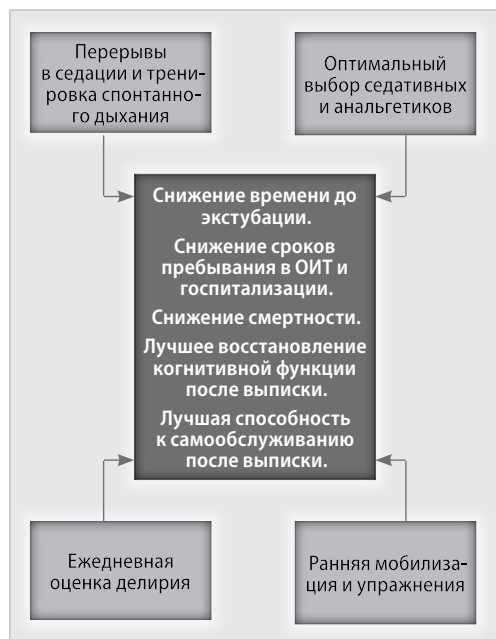 Перерывы
в седации и трени-
ровка спонтанно-
го дыхания
Оптимальный
выбор седативных
и анальгетиков
Снижение времени до
экстубации.
Снижение сроков
пребывания в ОИТ и
госпитализации.
Снижение смертности.
Лучшее восстановление
когнитивной функции
после выписки.
Лучшая способность
к самообслуживанию
после выписки.
Ежедневная
оценка делирия
Ранняя мобилиза-
ция и упражнения